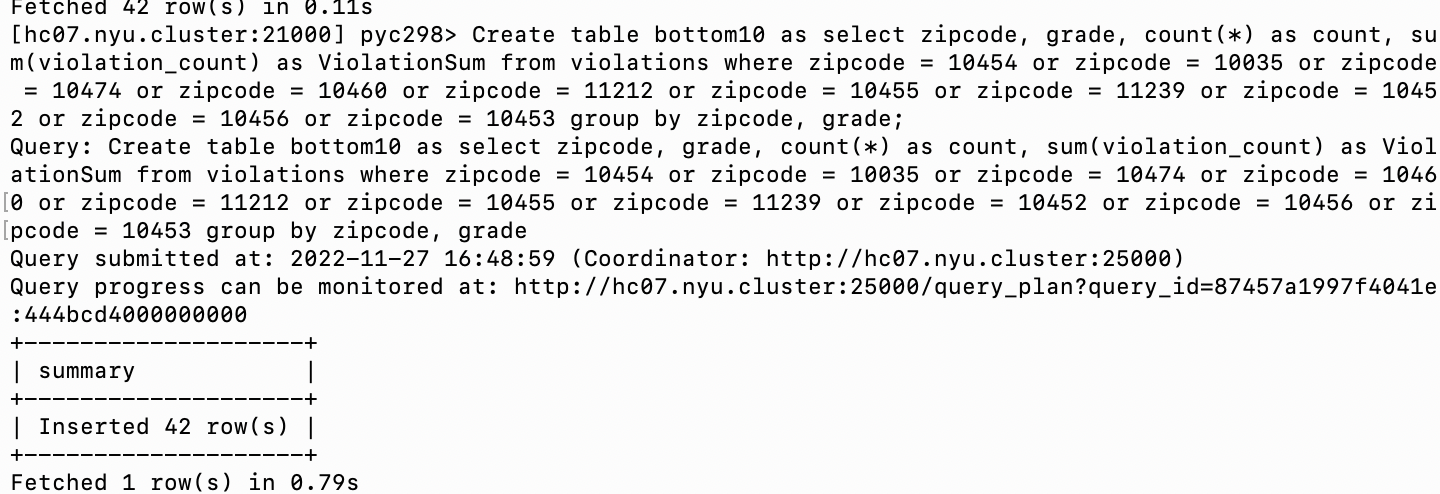 Fetched 42 row(s) in 0.11s
[hc07.nyu.cluster:21000] pyc298> Create table bottom10 as select zipcode, grade, count(*) as count, su
m(violation_count) as ViolationSum from violations where zipcode = 10454 or zipcode = 10035 or zipcode
 = 10474 or zipcode = 10460 or zipcode = 11212 or zipcode = 10455 or zipcode = 11239 or zipcode = 1045
2 or zipcode = 10456 or zipcode = 10453 group by zipcode, grade;
Query: Create table bottom10 as select zipcode, grade, count(*) as count, sum(violation_count) as Viol
ationSum from violations where zipcode = 10454 or zipcode = 10035 or zipcode = 10474 or zipcode = 1046
[0 or zipcode = 11212 or zipcode = 10455 or zipcode = 11239 or zipcode = 10452 or zipcode = 10456 or zi
[pcode = 10453 group by zipcode, grade
Query submitted at: 2022-11-27 16:48:59 (Coordinator: http://hc07.nyu.cluster:25000)
Query progress can be monitored at: http://hc07.nyu.cluster:25000/query_plan?query_id=87457a1997f4041e
:444bcd4000000000
+--------------------+
| summary            |
+--------------------+
| Inserted 42 row(s) |
+--------------------+
Fetched 1 row(s) in 0.79s